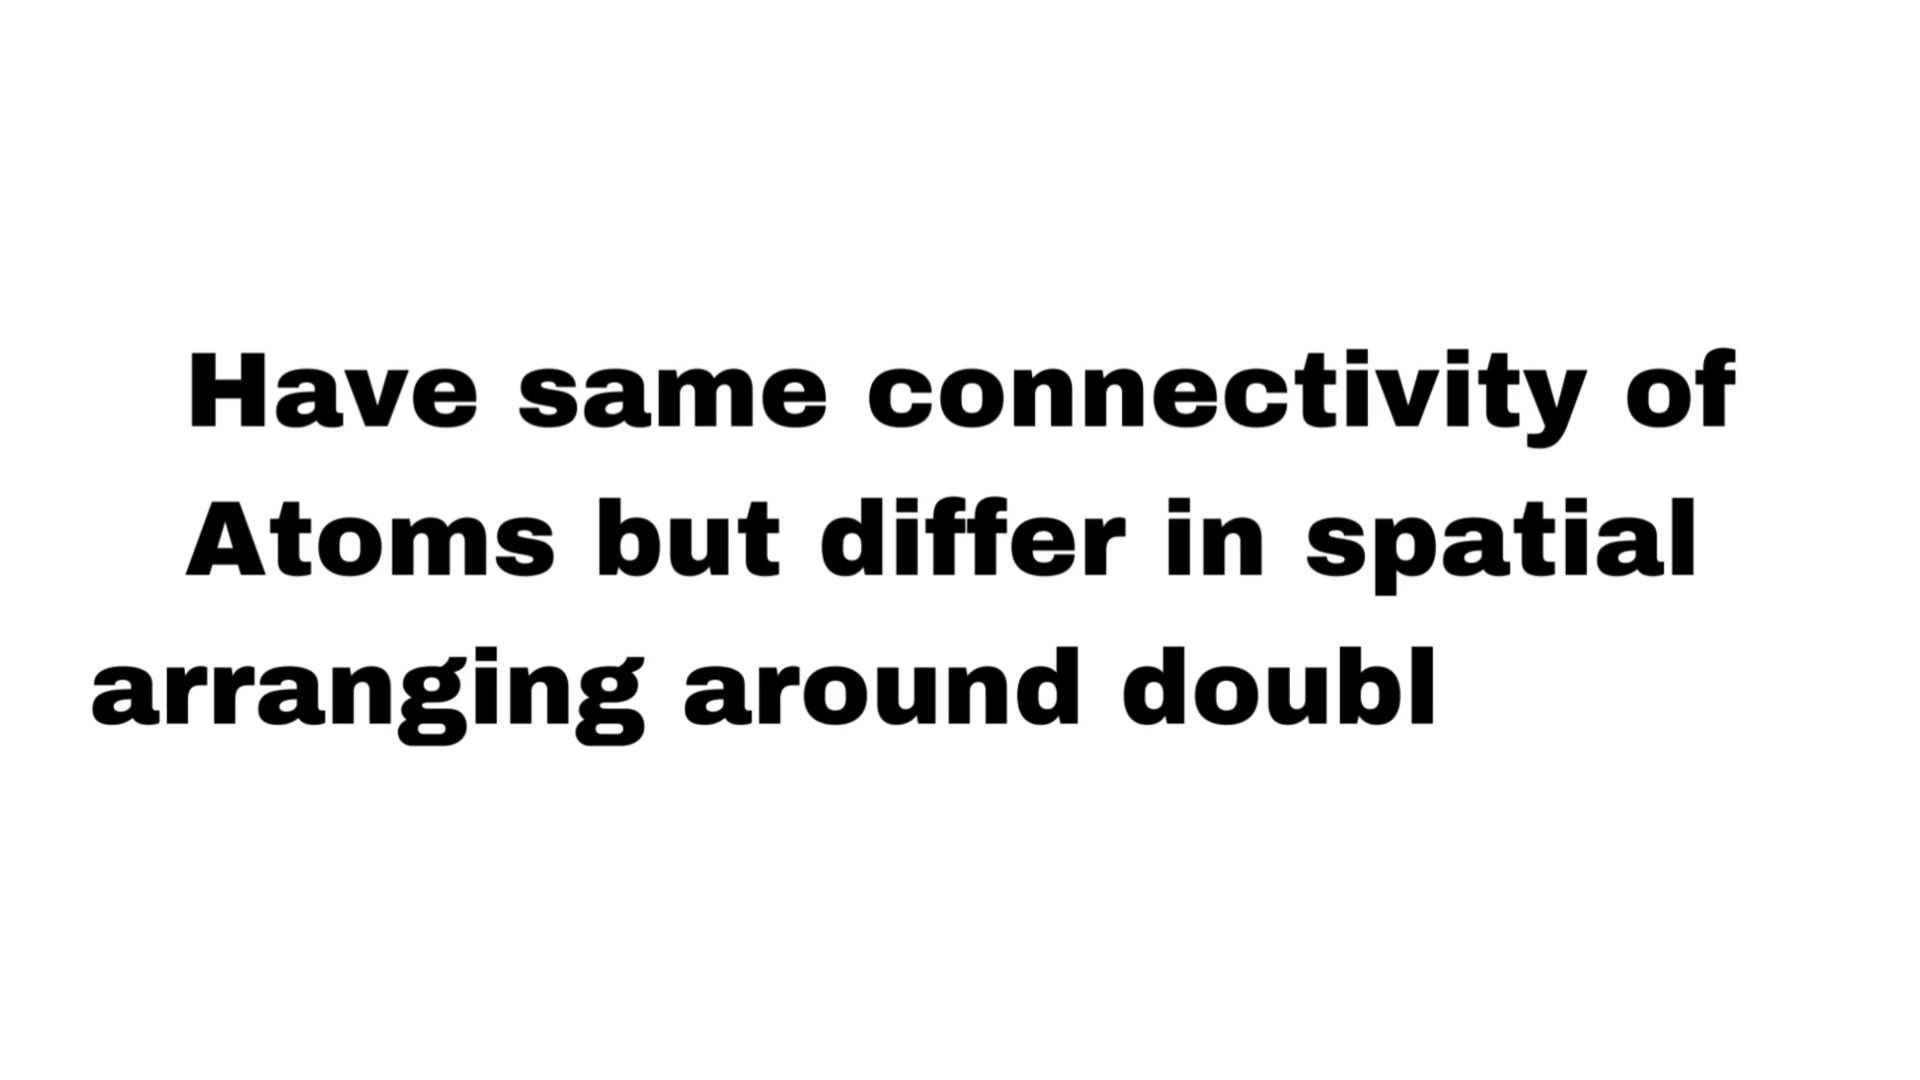 Have same connectivity of
Atoms but differ in spatial
arranging around doubl